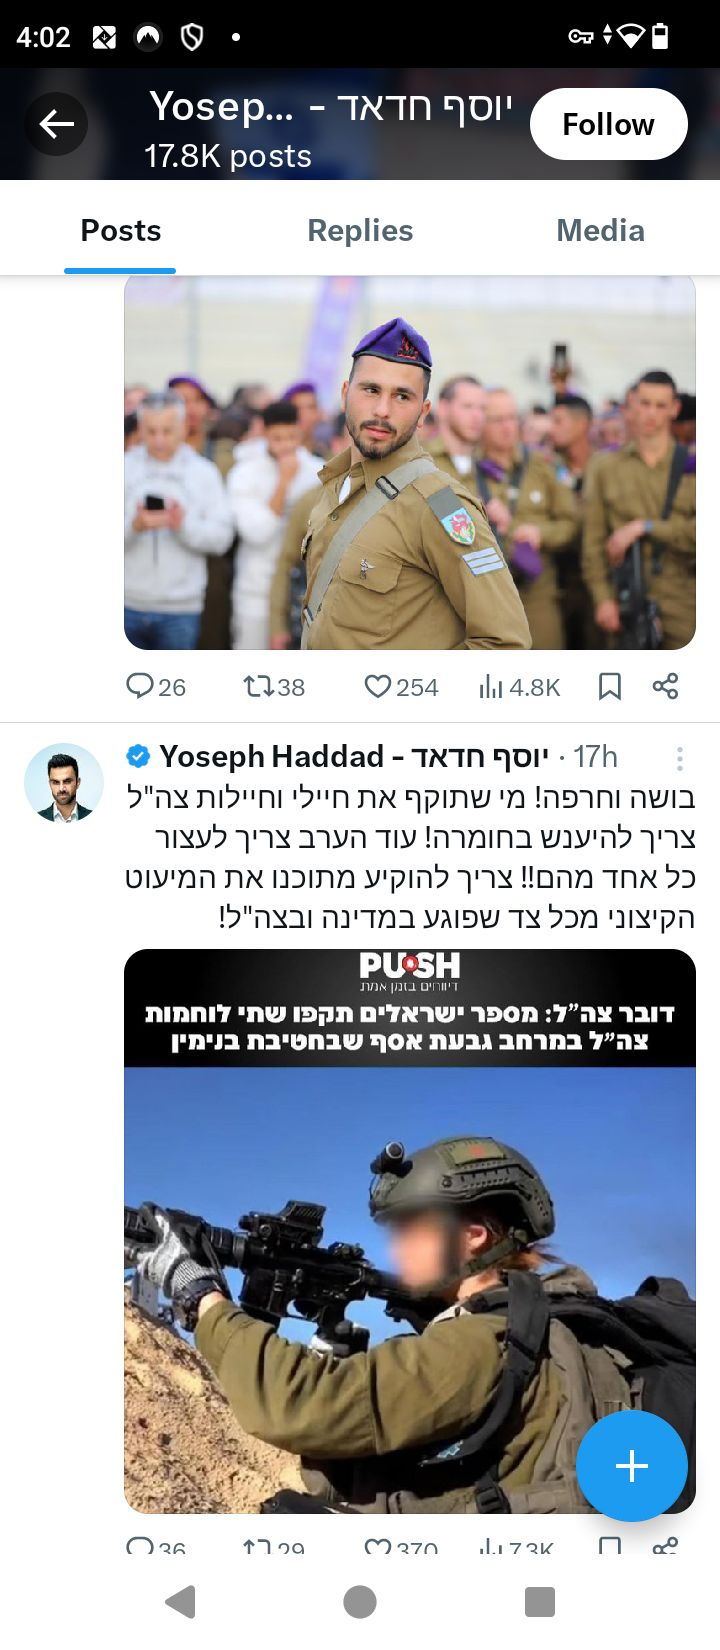 4:02
Yosep... - יוסף חדאד
17.8K posts
Follow
Posts Replies Media
26 38 254 4.8K
Yoseph Haddad - יוסף חדאד · 17h
בושה וחרפה! מי שתוקף את חיילי וחיילות צה"ל
צריך להיענש בחומרה! עוד הערב צריך לעצור
כל אחד מהם!! צריך להוקיע מתוכנו את המיעוט
הקיצוני מכל צד שפוגע במדינה ובצה"ל!
PUSH
דיווחים בזמן אמת
דובר צה"ל: מספר ישראלים תקפו שתי לוחמות
צה"ל במרחב גבעת אסף שבחטיבת בנימין
36 29 370 7.3K